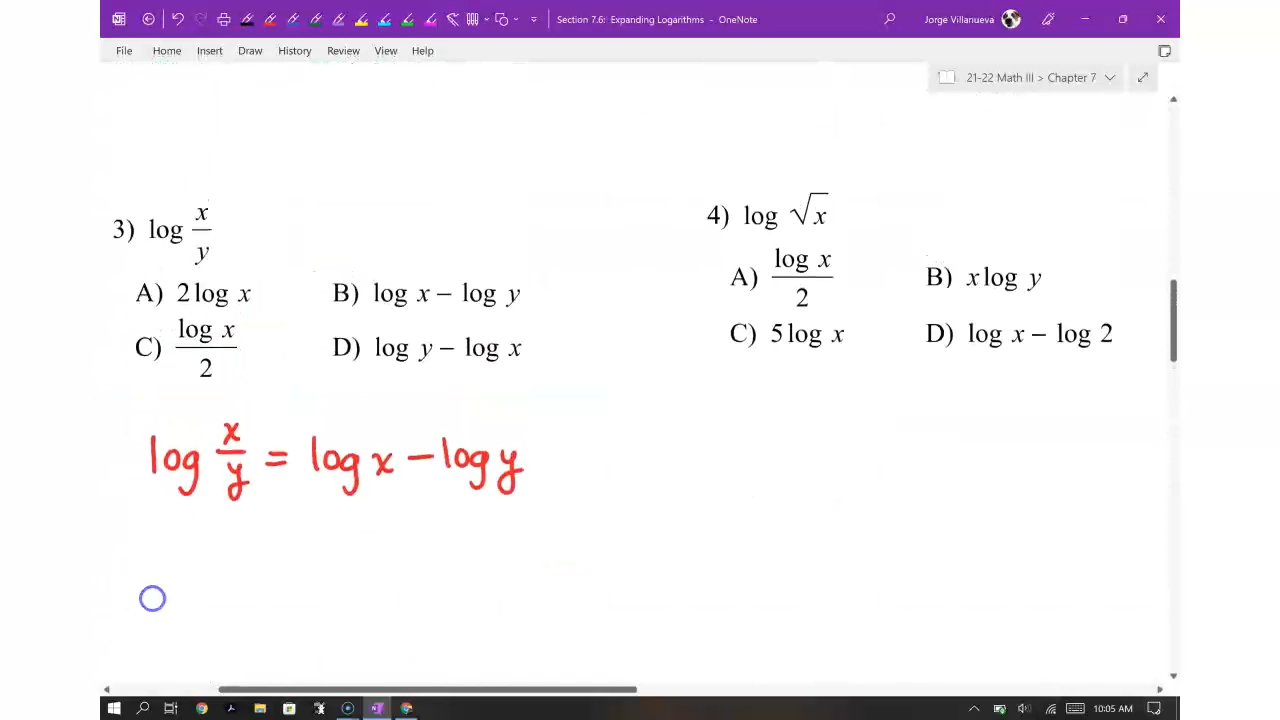 Section 7.6: Expanding Logarithms - OneNote
Jorge Villanueva
File Home Insert Draw History Review View Help
21-22 Math III > Chapter 7
3) log x/y
A) 2 log x B) log x − log y
C) log x/2 D) log y − log x
4) log √x
A) log x/2 B) x log y
C) 5 log x D) log x − log 2
log x/y = log x − log y
10:05 AM